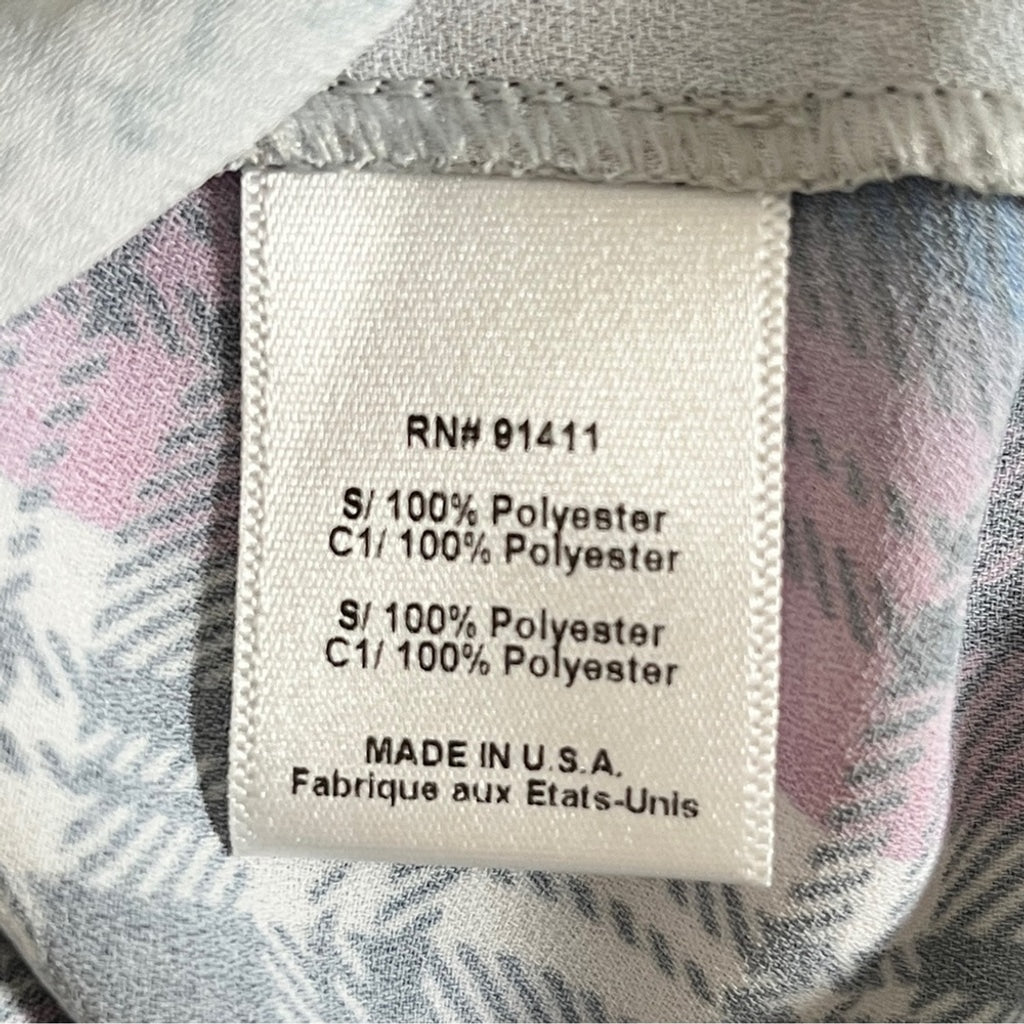 RN# 91411
S/ 100% Polyester
C1/ 100% Polyester
S/ 100% Polyester
C1/ 100% Polyester
MADE IN U.S.A.
Fabrique aux Etats-Unis